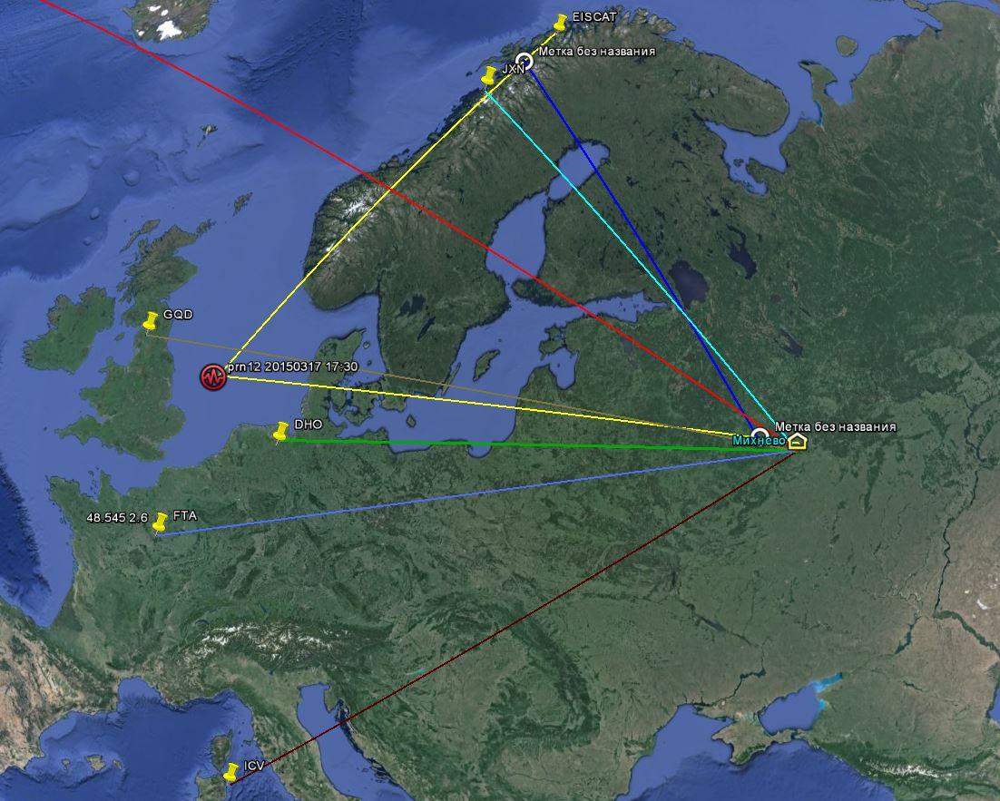 EISCAT
Метка без названия
JXN
GQD
prn12 20150317 17:30
DHO
Метка без названия
Михнево
48.545 2.6
FTA
ICV